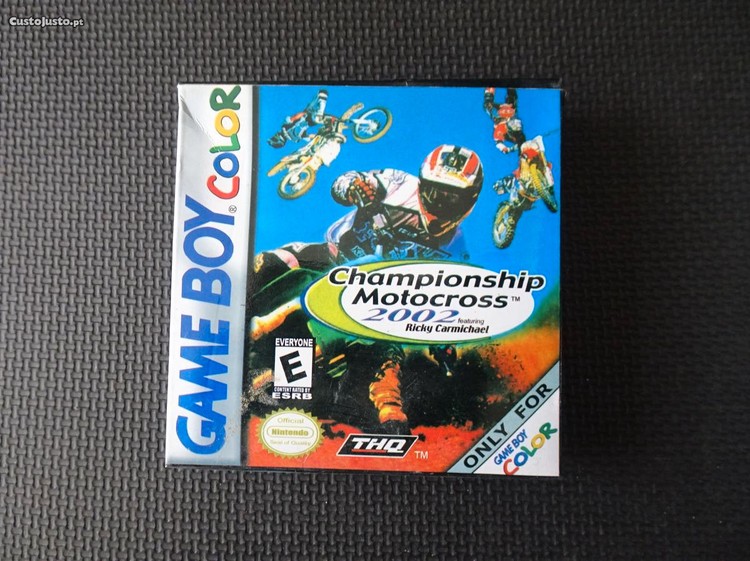 CustoJusto.pt
GAME BOY COLOR
®
Championship
Motocross™
2002 featuring
Ricky Carmichael
EVERYONE
E
CONTENT RATED BY
ESRB
Official
Nintendo
Seal of Quality
THQ
TM
ONLY FOR
GAME BOY
COLOR